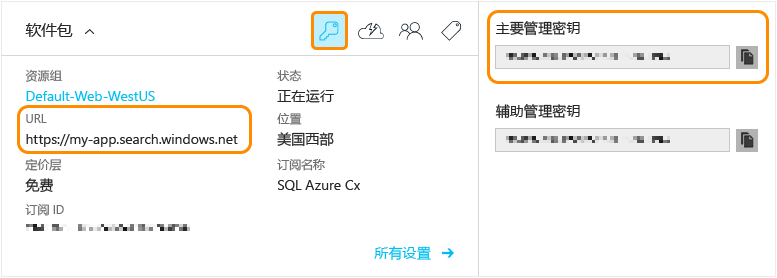 软件包
资源组
Default-Web-WestUS
URL
https://my-app.search.windows.net
定价层
免费
订阅 ID
状态
正在运行
位置
美国西部
订阅名称
SQL Azure Cx
所有设置
主要管理密钥
辅助管理密钥